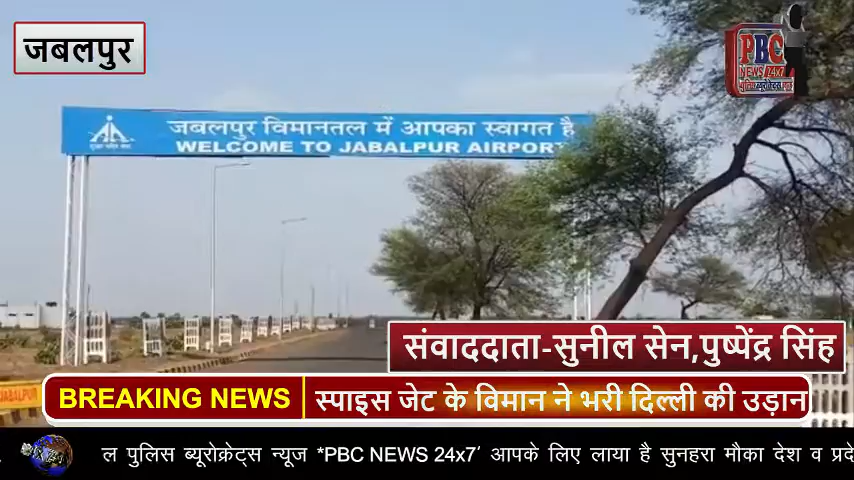 जबलपुर
PBC
NEWS 24x7
जबलपुर विमानतल में आपका स्वागत है
WELCOME TO JABALPUR AIRPORT
संवाददाता-सुनील सेन,पुष्पेंद्र सिंह
JABALPUR
BREAKING NEWS
स्पाइस जेट के विमान ने भरी दिल्ली की उड़ान
ल पुलिस ब्यूरोक्रेट्स न्यूज *PBC NEWS 24x7' आपके लिए लाया है सुनहरा मौका देश व प्रदे